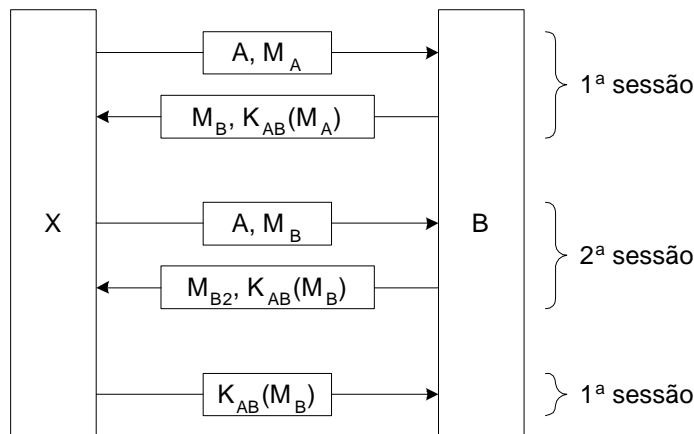 A, M_A
1ª sessão
M_B, K_AB(M_A)
X
A, M_B
B
2ª sessão
M_B2, K_AB(M_B)
K_AB(M_B)
1ª sessão